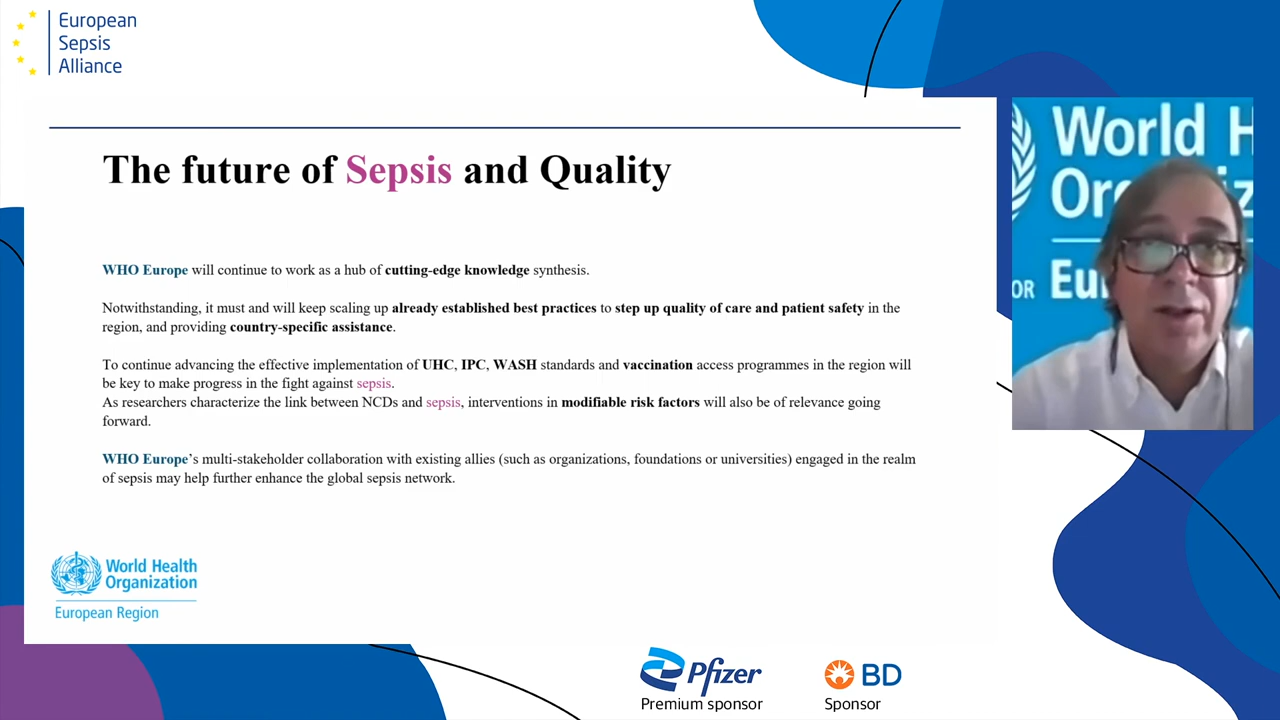 European
Sepsis
Alliance
The future of Sepsis and Quality
WHO Europe will continue to work as a hub of cutting-edge knowledge synthesis.
Notwithstanding, it must and will keep scaling up already established best practices to step up quality of care and patient safety in the
region, and providing country-specific assistance.
To continue advancing the effective implementation of UHC, IPC, WASH standards and vaccination access programmes in the region will
be key to make progress in the fight against sepsis.
As researchers characterize the link between NCDs and sepsis, interventions in modifiable risk factors will also be of relevance going
forward.
WHO Europe's multi-stakeholder collaboration with existing allies (such as organizations, foundations or universities) engaged in the realm
of sepsis may help further enhance the global sepsis network.
World Health
Organization
European Region
World H
Or iz
OR Eu
Pfizer
Premium sponsor
BD
Sponsor